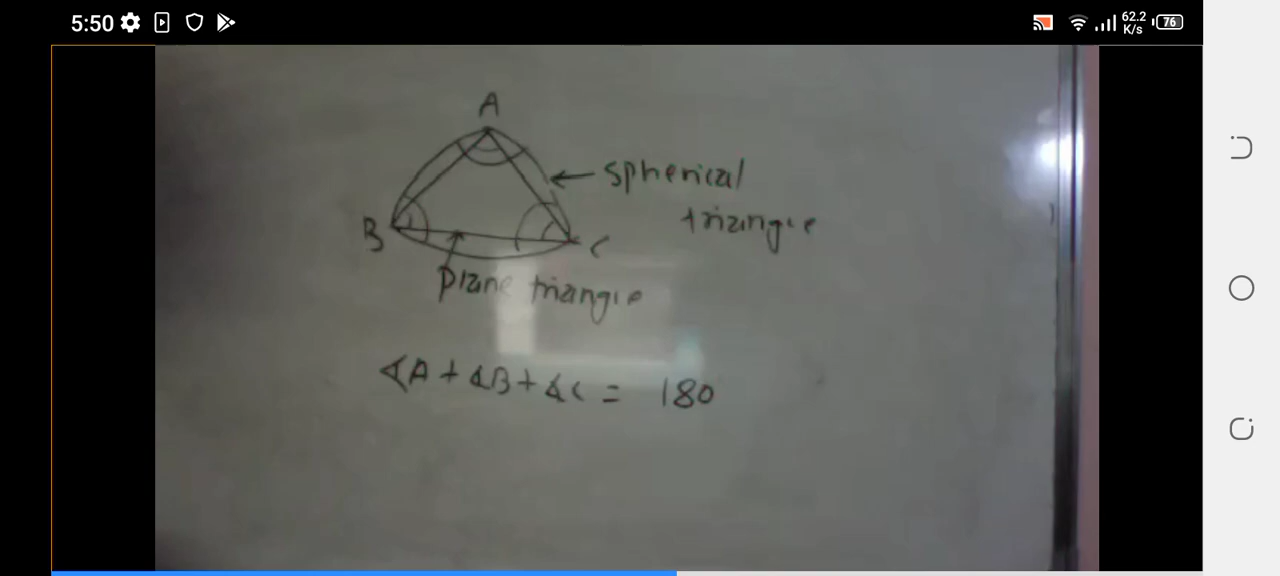 5:50
62.2
K/s
76
A
spherical
triangle
B
C
plane triangle
∢A + ∢B + ∢C = 180